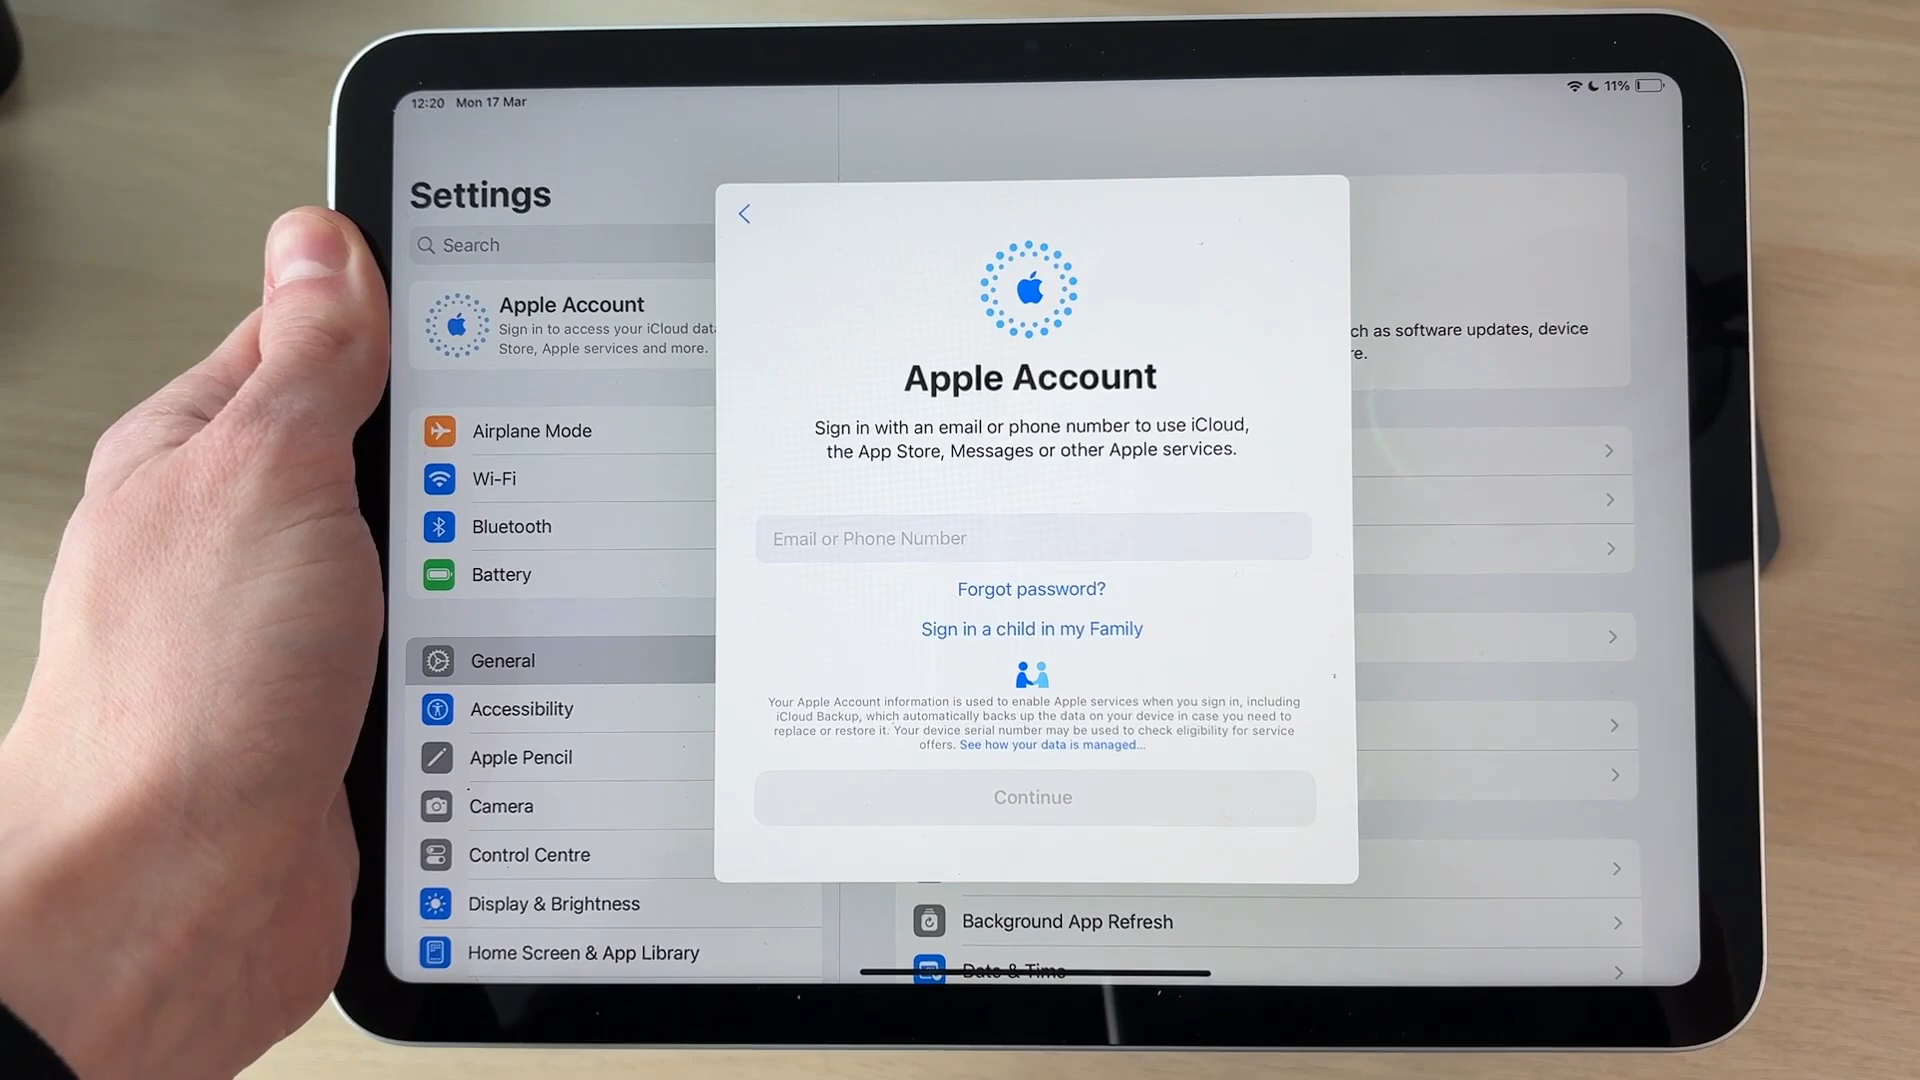 12:20 Mon 17 Mar
11%
Settings
Search
Apple Account
Sign in to access your iCloud data
Store, Apple services and more.
Airplane Mode
Wi-Fi
Bluetooth
Battery
General
Accessibility
Apple Pencil
Camera
Control Centre
Display & Brightness
Home Screen & App Library
Apple Account
Sign in with an email or phone number to use iCloud,
the App Store, Messages or other Apple services.
Email or Phone Number
Forgot password?
Sign in a child in my Family
Your Apple Account information is used to enable Apple services when you sign in, including
iCloud Backup, which automatically backs up the data on your device in case you need to
replace or restore it. Your device serial number may be used to check eligibility for service
offers. See how your data is managed...
Continue
ch as software updates, device
re.
Background App Refresh
Date & Time